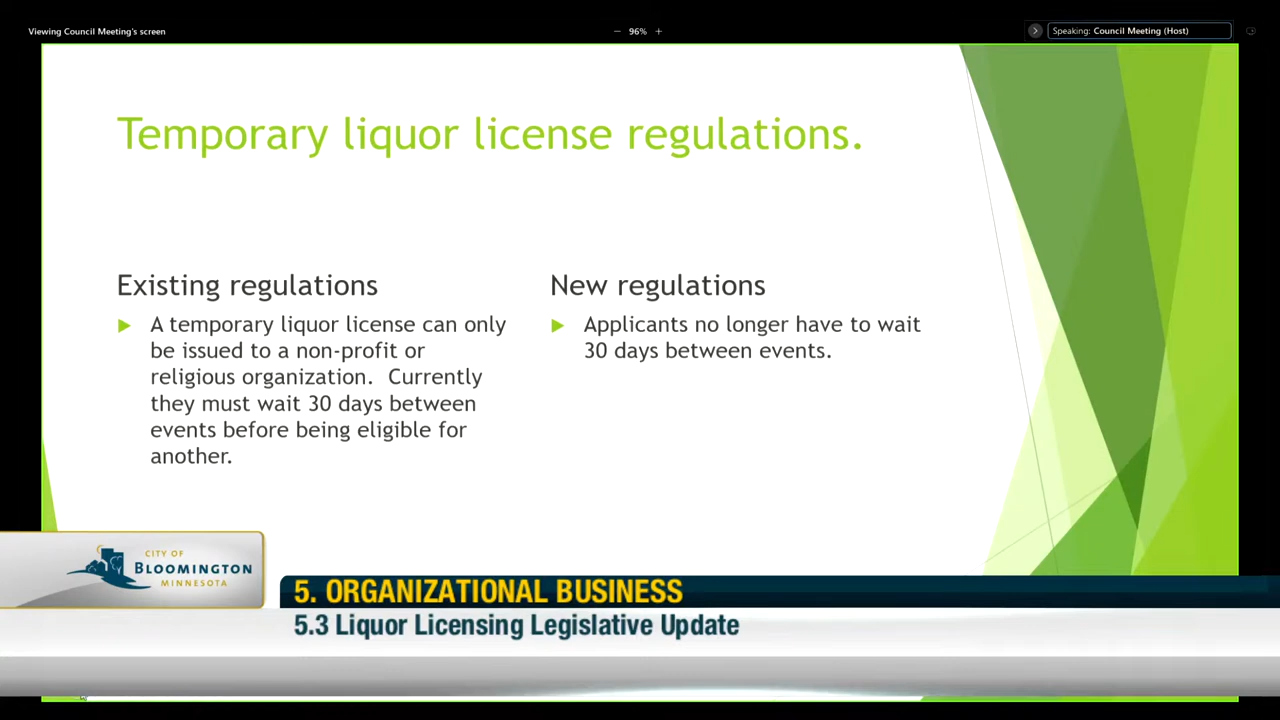 Viewing Council Meeting's screen
− 96% +
Speaking: Council Meeting (Host)
Temporary liquor license regulations.
Existing regulations
A temporary liquor license can only
be issued to a non-profit or
religious organization. Currently
they must wait 30 days between
events before being eligible for
another.
New regulations
Applicants no longer have to wait
30 days between events.
CITY OF
BLOOMINGTON
MINNESOTA
5. ORGANIZATIONAL BUSINESS
5.3 Liquor Licensing Legislative Update